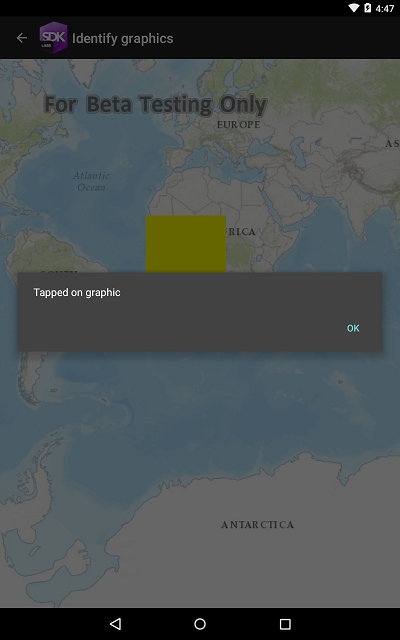 4:47
SDK
LABS
Identify graphics
For Beta Testing Only
EUROPE
AS
Atlantic
Ocean
RICA
SOUTH
Tapped on graphic
OK
ANTARCTICA